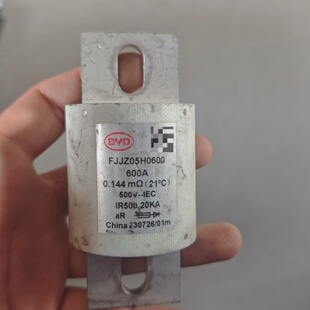 BYD
FJJZ05H0600
600A
0.144 mΩ (21°C)
500V⎓IEC
IR500,20KA
aR
China 230726/01m